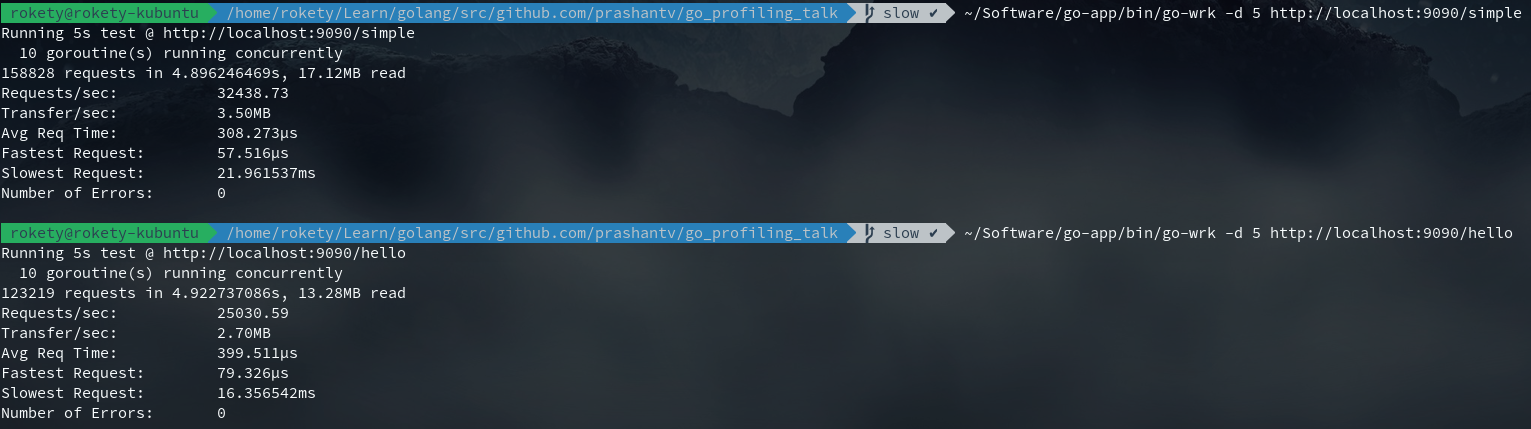 rokety@rokety-kubuntu /home/rokety/Learn/golang/src/github.com/prashantv/go_profiling_talk slow ✔ ~/Software/go-app/bin/go-wrk -d 5 http://localhost:9090/simple
Running 5s test @ http://localhost:9090/simple
10 goroutine(s) running concurrently
158828 requests in 4.896246469s, 17.12MB read
Requests/sec: 32438.73
Transfer/sec: 3.50MB
Avg Req Time: 308.273µs
Fastest Request: 57.516µs
Slowest Request: 21.961537ms
Number of Errors: 0
rokety@rokety-kubuntu /home/rokety/Learn/golang/src/github.com/prashantv/go_profiling_talk slow ✔ ~/Software/go-app/bin/go-wrk -d 5 http://localhost:9090/hello
Running 5s test @ http://localhost:9090/hello
10 goroutine(s) running concurrently
123219 requests in 4.922737086s, 13.28MB read
Requests/sec: 25030.59
Transfer/sec: 2.70MB
Avg Req Time: 399.511µs
Fastest Request: 79.326µs
Slowest Request: 16.356542ms
Number of Errors: 0